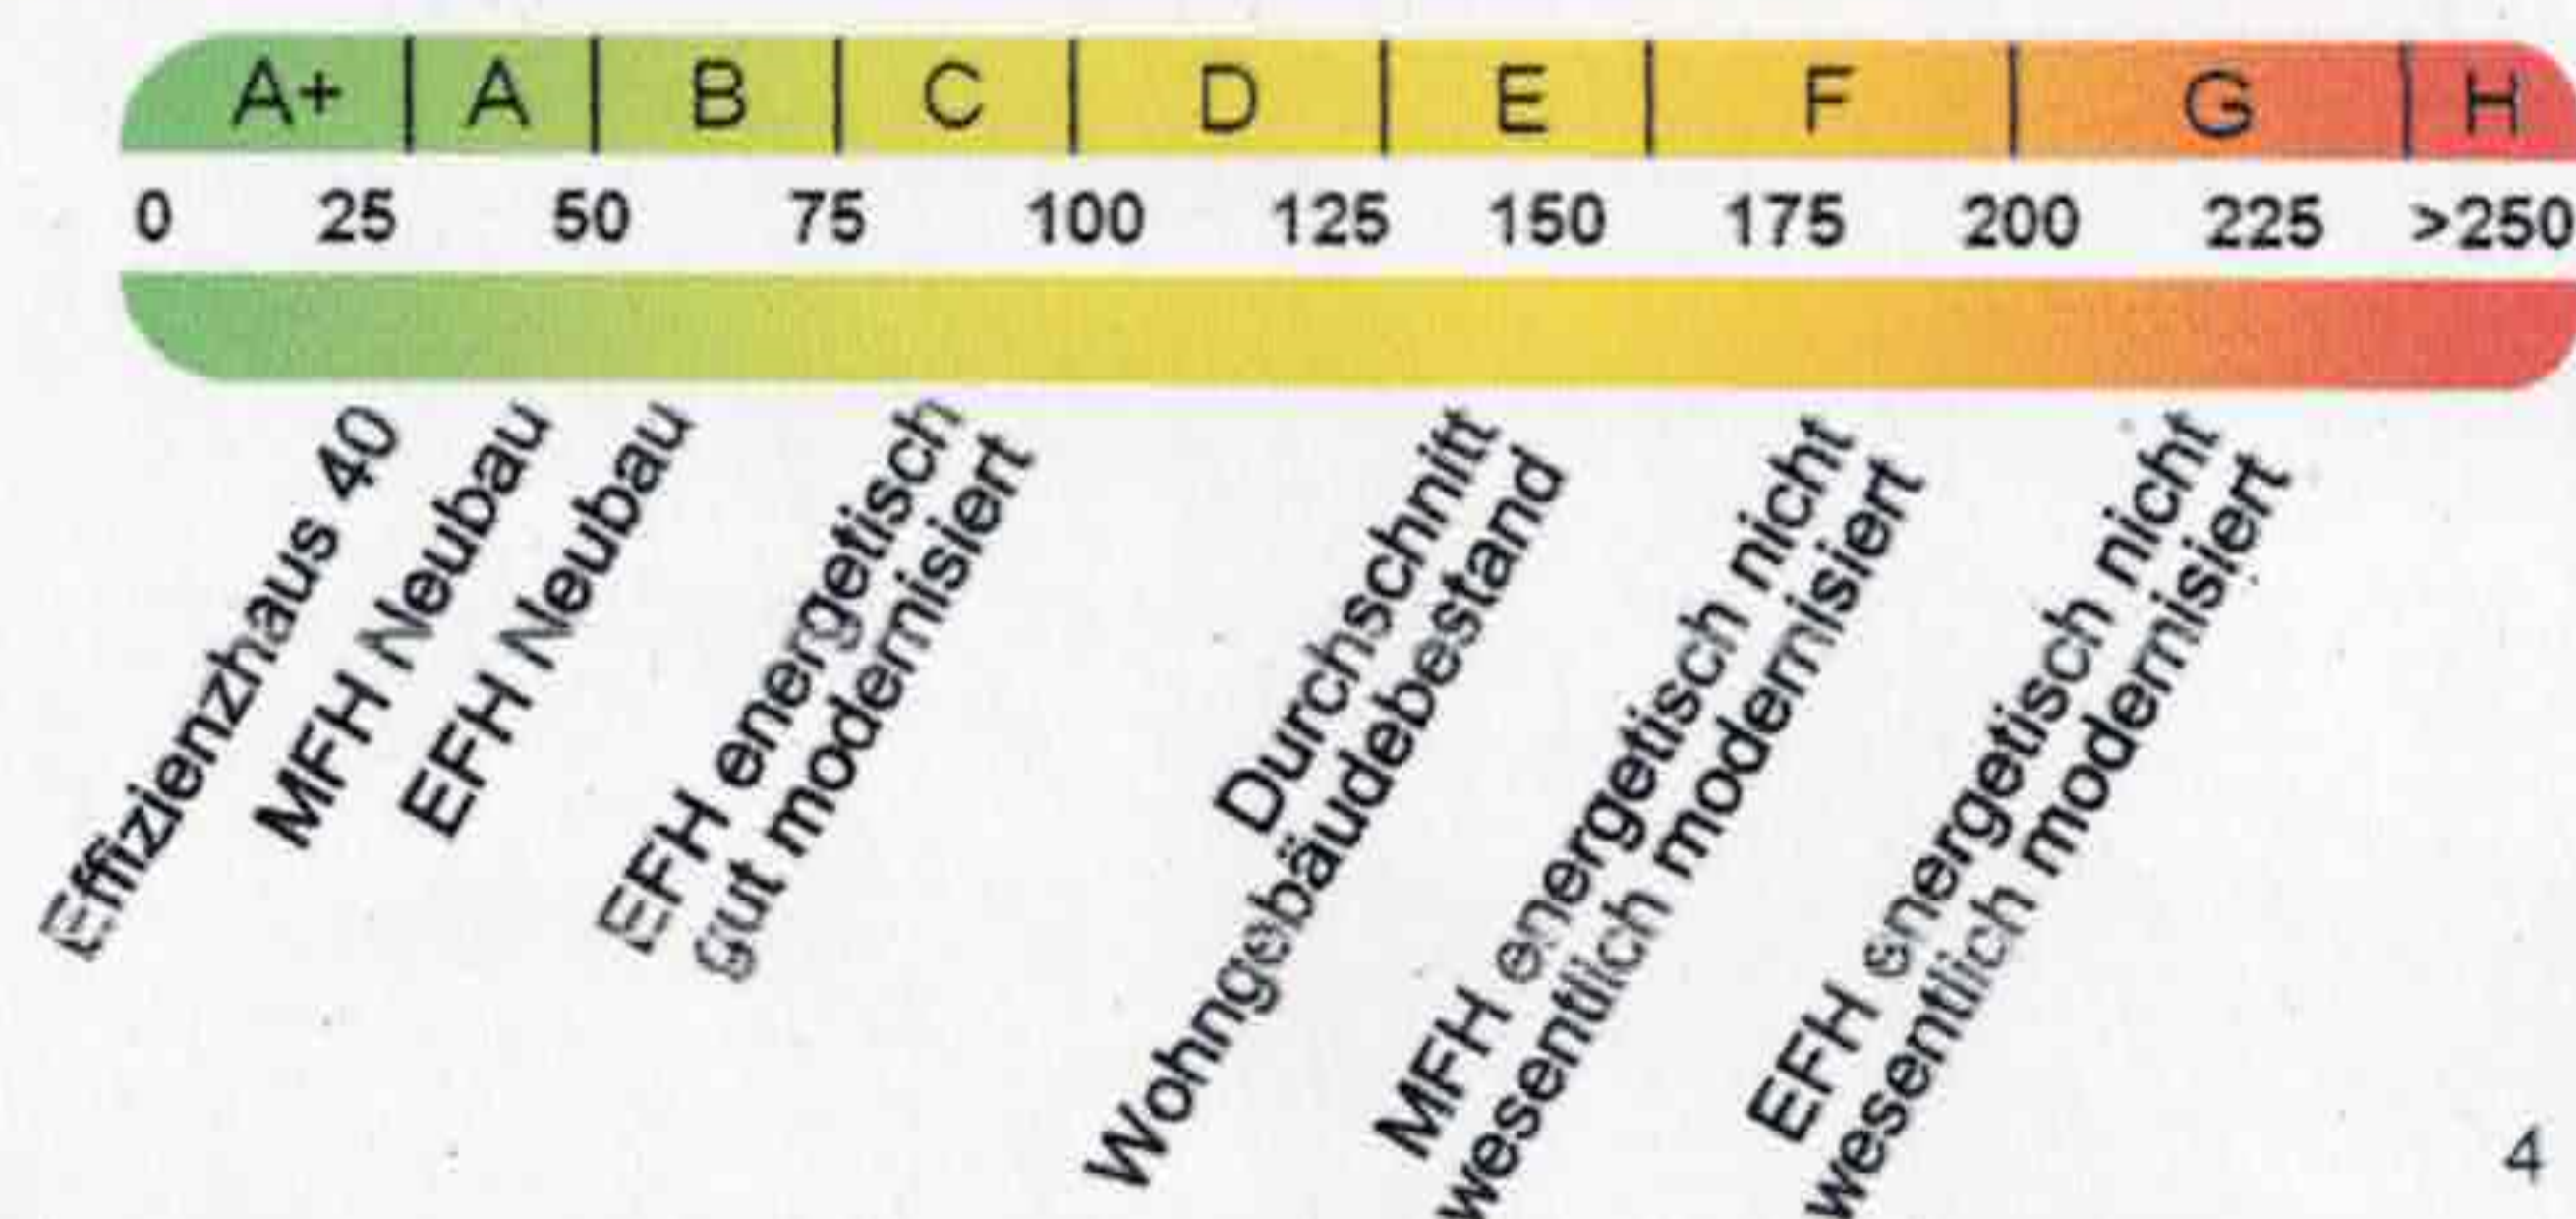 A+ A B C D E F G H
0 25 50 75 100 125 150 175 200 225 >250
Effizienzhaus 40
MFH Neubau
EFH Neubau
EFH energetisch
gut modernisiert
Durchschnitt
Wohngebäudebestand
MFH energetisch nicht
wesentlich modernisiert
EFH energetisch nicht
wesentlich modernisiert
4